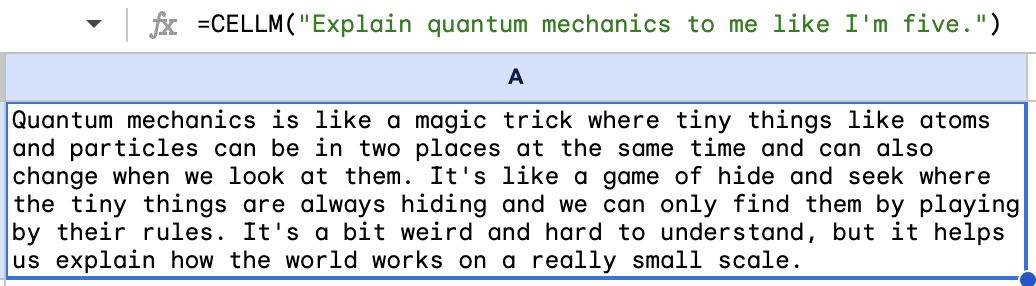 fx =CELLM("Explain quantum mechanics to me like I'm five.")
A
Quantum mechanics is like a magic trick where tiny things like atoms
and particles can be in two places at the same time and can also
change when we look at them. It's like a game of hide and seek where
the tiny things are always hiding and we can only find them by playing
by their rules. It's a bit weird and hard to understand, but it helps
us explain how the world works on a really small scale.